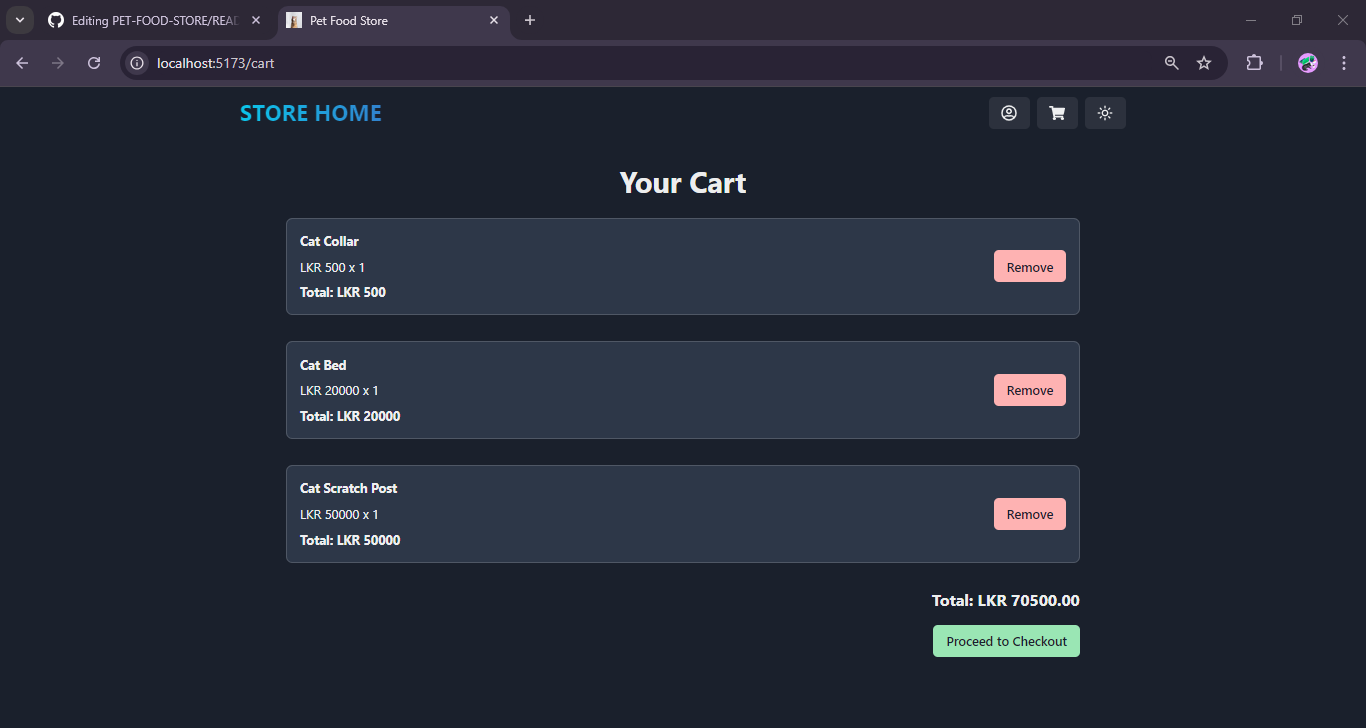 Editing PET-FOOD-STORE/READ
Pet Food Store
localhost:5173/cart
STORE HOME
Your Cart
Cat Collar
LKR 500 x 1
Total: LKR 500
Remove
Cat Bed
LKR 20000 x 1
Total: LKR 20000
Remove
Cat Scratch Post
LKR 50000 x 1
Total: LKR 50000
Remove
Total: LKR 70500.00
Proceed to Checkout